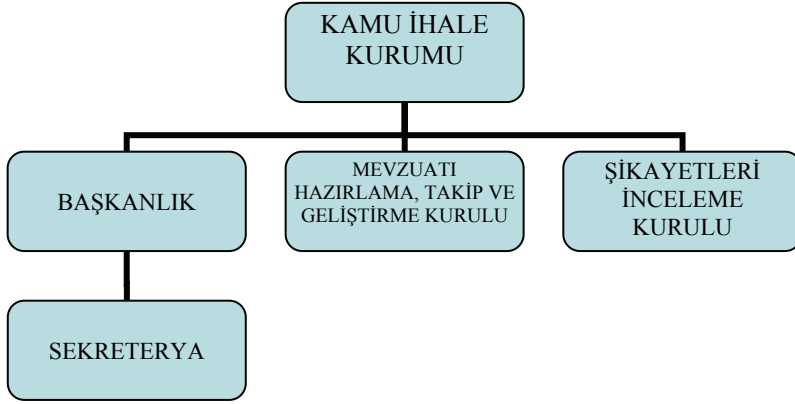 KAMU İHALE
KURUMU
BAŞKANLIK
MEVZUATI
HAZIRLAMA, TAKİP VE
GELİŞTİRME KURULU
ŞİKAYETLERİ
İNCELEME
KURULU
SEKRETERYA